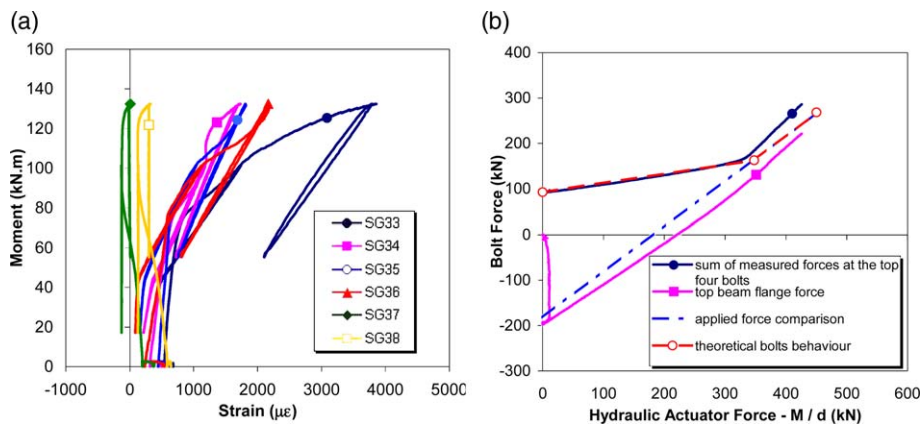 (a)
160
140
120
100
80
60
40
20
0
Moment (kN.m)
-1000 0 1000 2000 3000 4000 5000
Strain (με)
SG33
SG34
SG35
SG36
SG37
SG38
(b)
400
300
200
100
0
-100
-200
-300
Bolt Force (kN)
0 100 200 300 400 500 600
Hydraulic Actuator Force - M / d (kN)
sum of measured forces at the top
four bolts
top beam flange force
applied force comparison
theoretical bolts behaviour